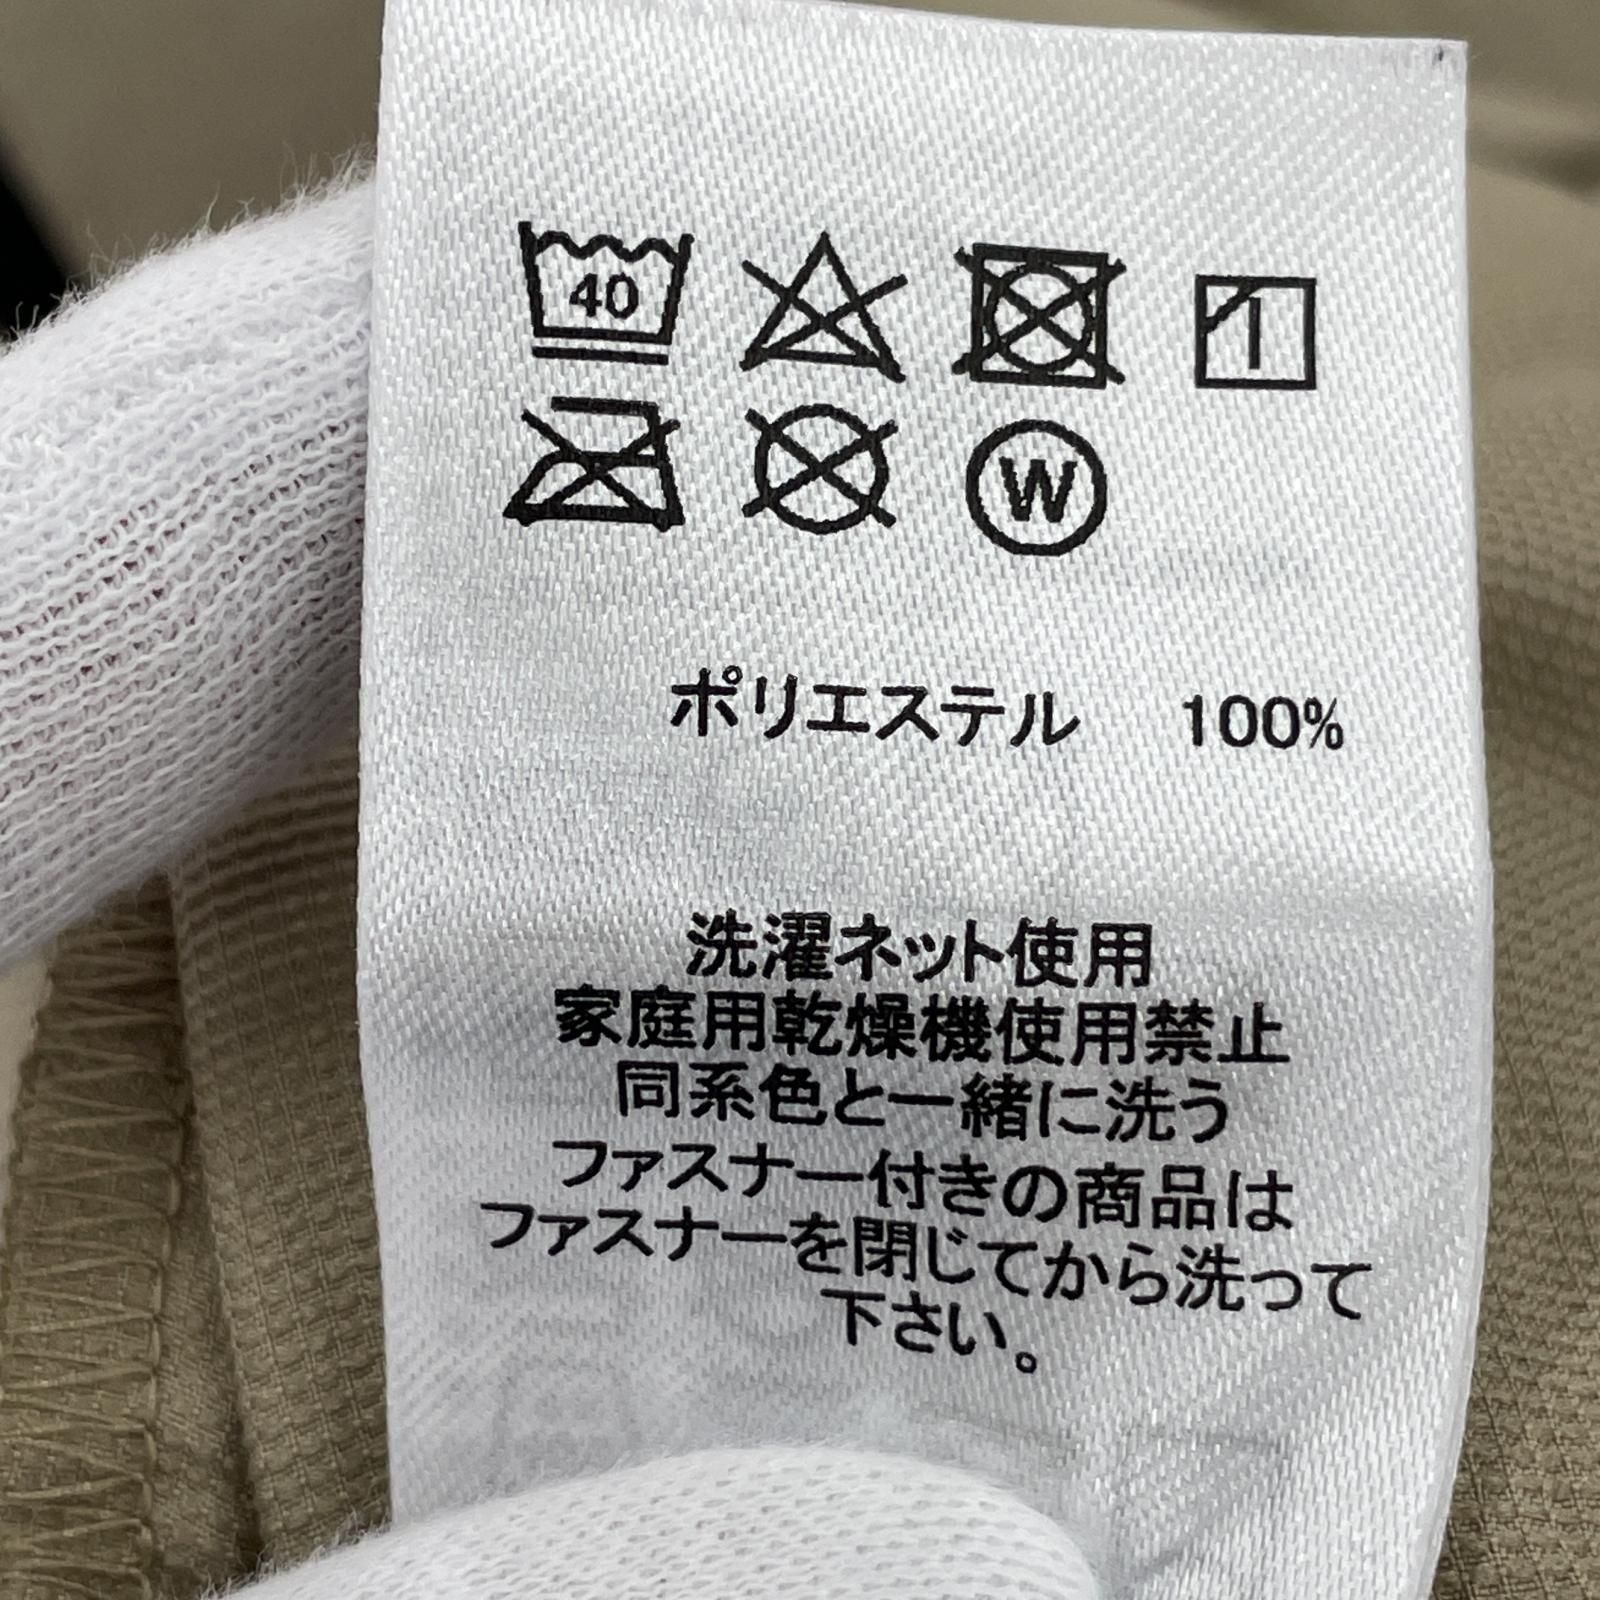 40
W
ポリエステル 100%
洗濯ネット使用
家庭用乾燥機使用禁止
同系色と一緒に洗う
ファスナー付きの商品は
ファスナーを閉じてから洗って
下さい。